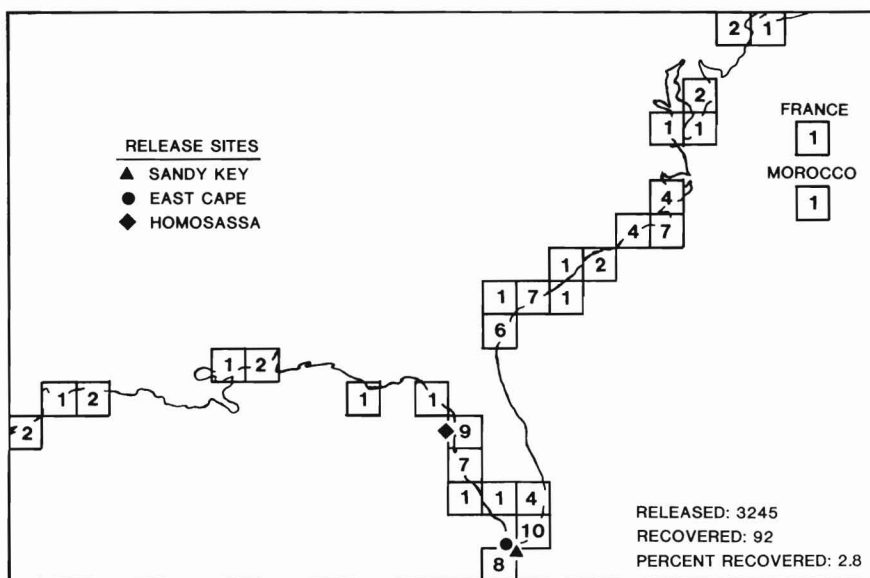 2 1
2
1 1
FRANCE
1
MOROCCO
1
RELEASE SITES
SANDY KEY
EAST CAPE
HOMOSASSA
4
4 7
1 2
1 7 1
6
1 2
1 2
1
1
2
9
7
1 1 4
10
8
RELEASED: 3245
RECOVERED: 92
PERCENT RECOVERED: 2.8